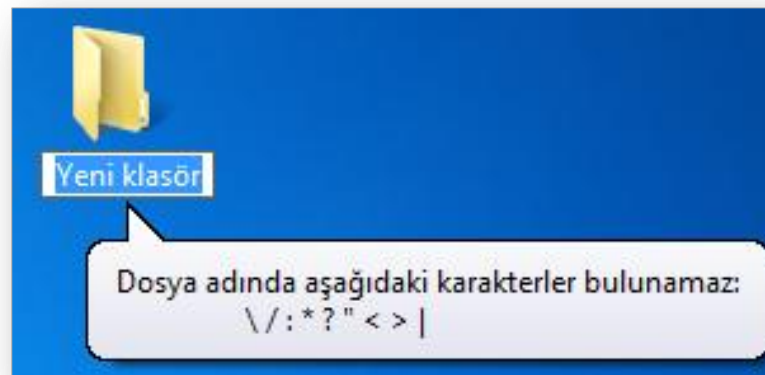 Yeni klasör
Dosya adında aşağıdaki karakterler bulunamaz:
\ / : * ? " < > |